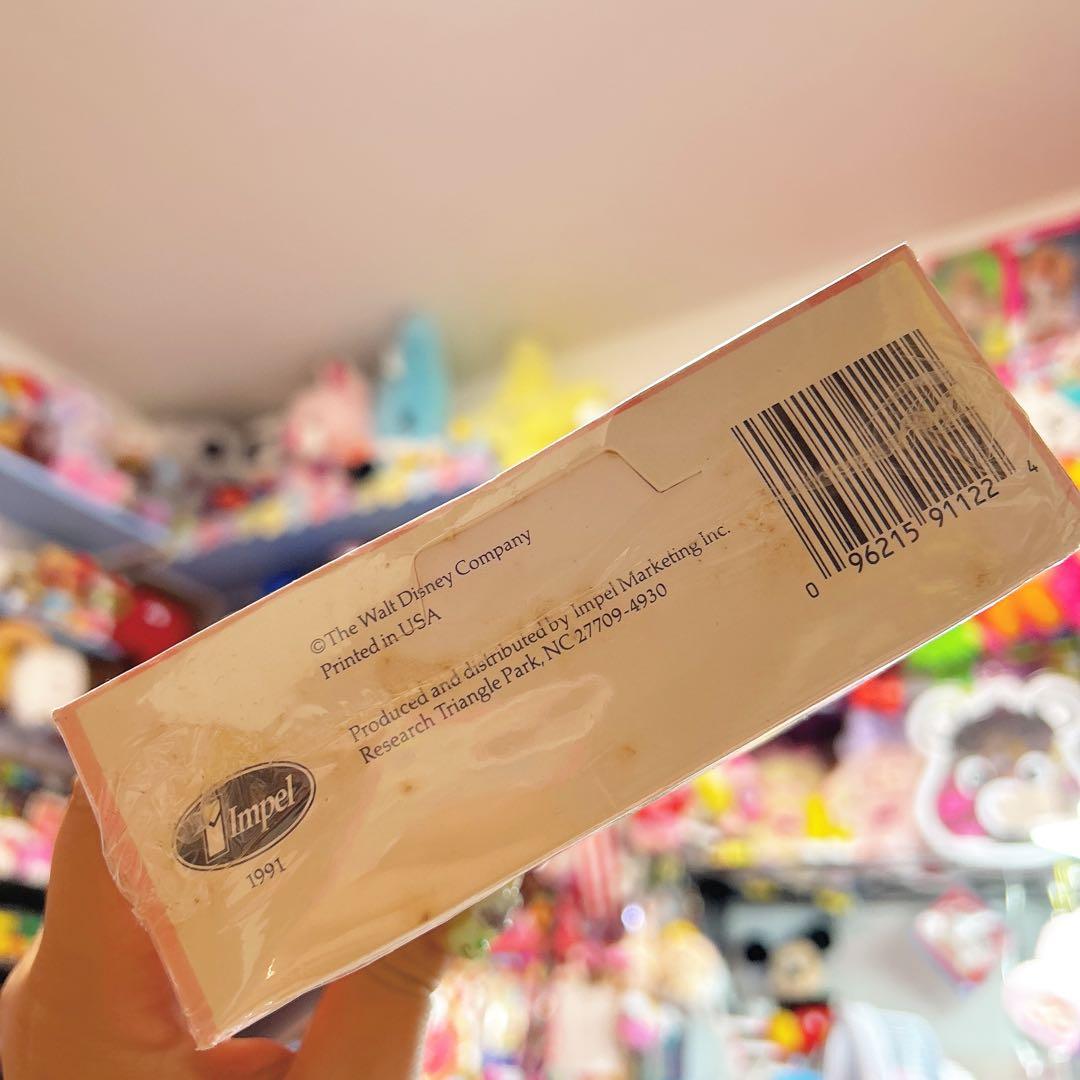 ©The Walt Disney Company
Printed in USA
Produced and distributed by Impel Marketing Inc.
Research Triangle Park, NC 27709-4930
Impel
1991
0 96215 91122 4